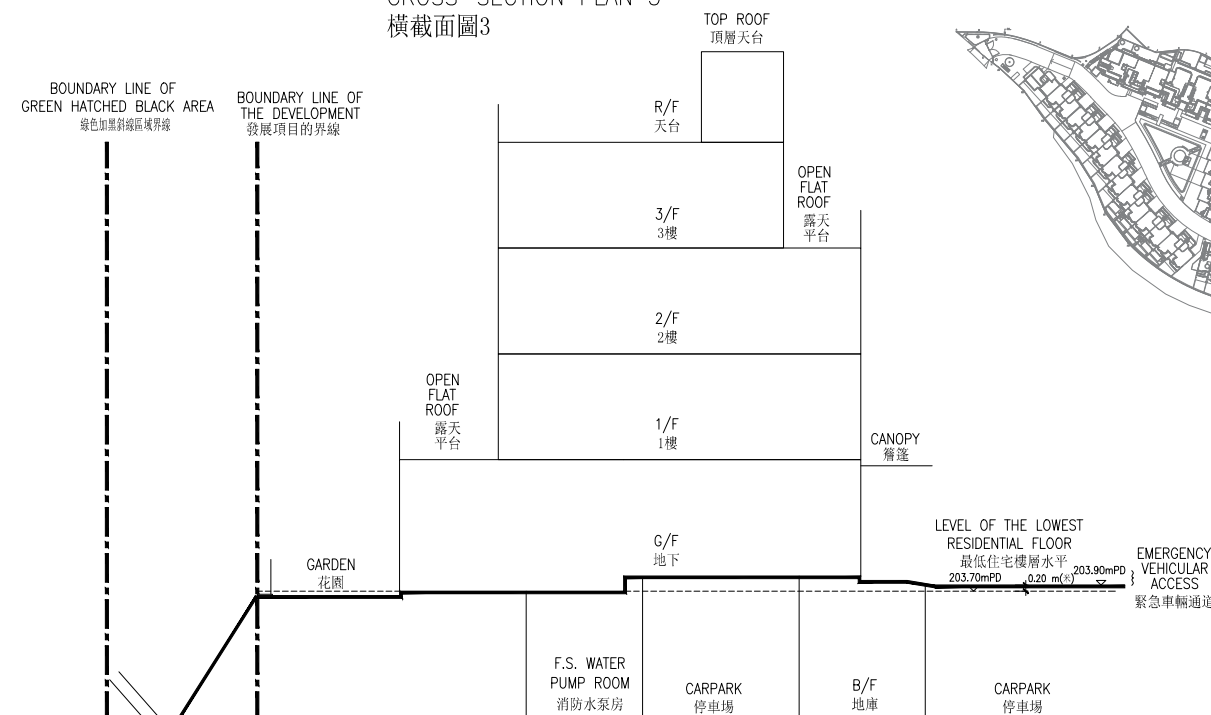 CROSS-SECTION PLAN 3
橫截面圖3
TOP ROOF
頂層天台
BOUNDARY LINE OF
GREEN HATCHED BLACK AREA
綠色加黑斜線區域界線
BOUNDARY LINE OF
THE DEVELOPMENT
發展項目的界線
R/F
天台
OPEN
FLAT
ROOF
露天
平台
3/F
3樓
2/F
2樓
OPEN
FLAT
ROOF
露天
平台
1/F
1樓
CANOPY
簷篷
G/F
地下
GARDEN
花園
LEVEL OF THE LOWEST
RESIDENTIAL FLOOR
最低住宅樓層水平
203.70mPD
0.20 m(米)
203.90mPD
EMERGENCY
VEHICULAR
ACCESS
緊急車輛通道
F.S. WATER
PUMP ROOM
消防水泵房
CARPARK
停車場
B/F
地庫
CARPARK
停車場